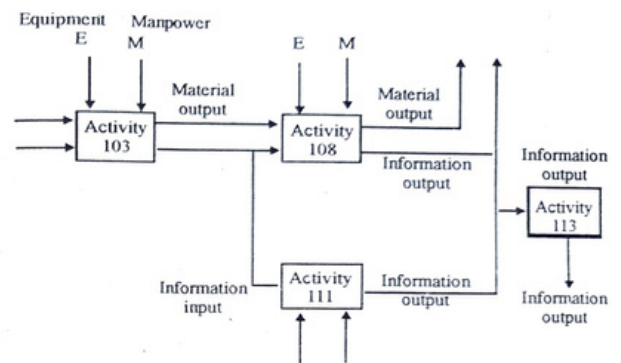 Equipment Manpower
E M
E M
Material
output
Material
output
Activity
103
Activity
108
Information
output
Information
output
Activity
113
Information
input
Activity
111
Information
output
Information
output